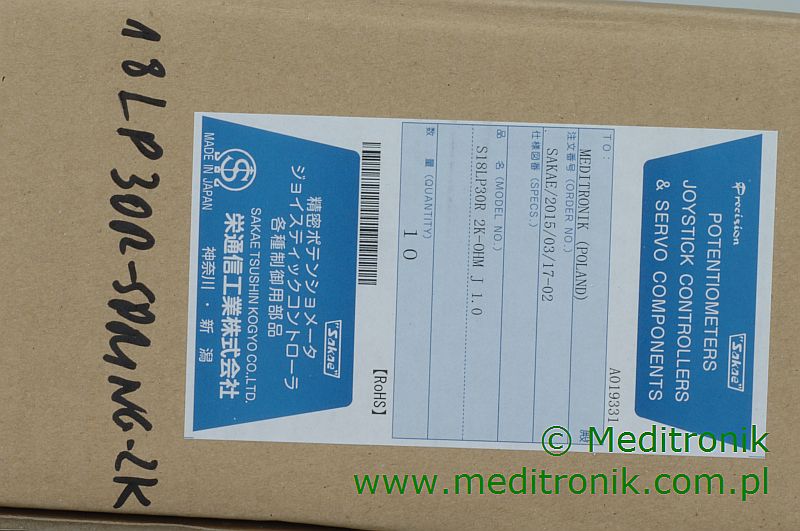 18LP30R-SPRING-2K
Precision
Sakae
POTENTIOMETERS
JOYSTICK CONTROLLERS
& SERVO COMPONENTS
A019331
TO: MEDITRONIK (POLAND) 殿
注文番号 (ORDER NO.) SAKAE/2015/03/17-02
仕様図番 (SPECS.)
品 名 (MODEL NO.) S18LP30R 2K-OHM J 1.0
数 量 (QUANTITY) 10
【RoHS】
精密ポテンショメータ
ジョイスティックコントローラ
各種制御用部品
Sakae
SAKAE TSUSHIN KOGYO CO.,LTD.
栄通信工業株式会社
神奈川・新潟
MADE IN JAPAN
© Meditronik
www.meditronik.com.pl